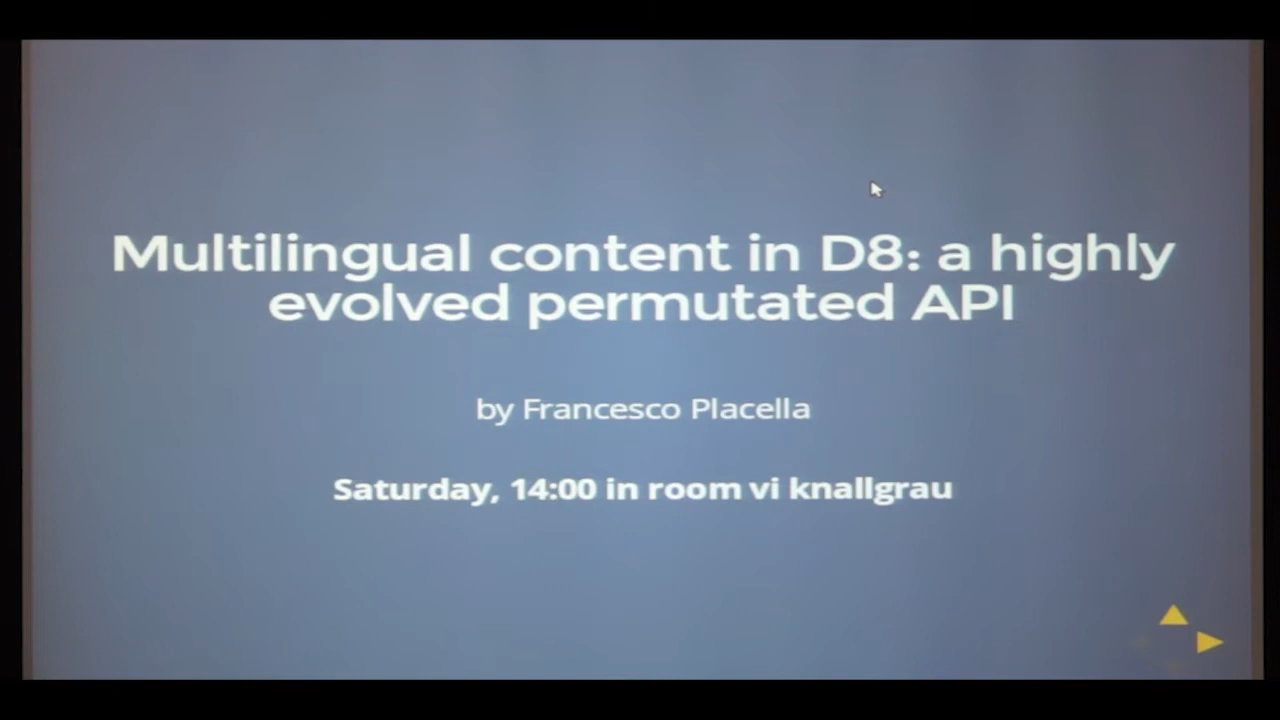 Multilingual content in D8: a highly
evolved permutated API
by Francesco Placella
Saturday, 14:00 in room vi knallgrau